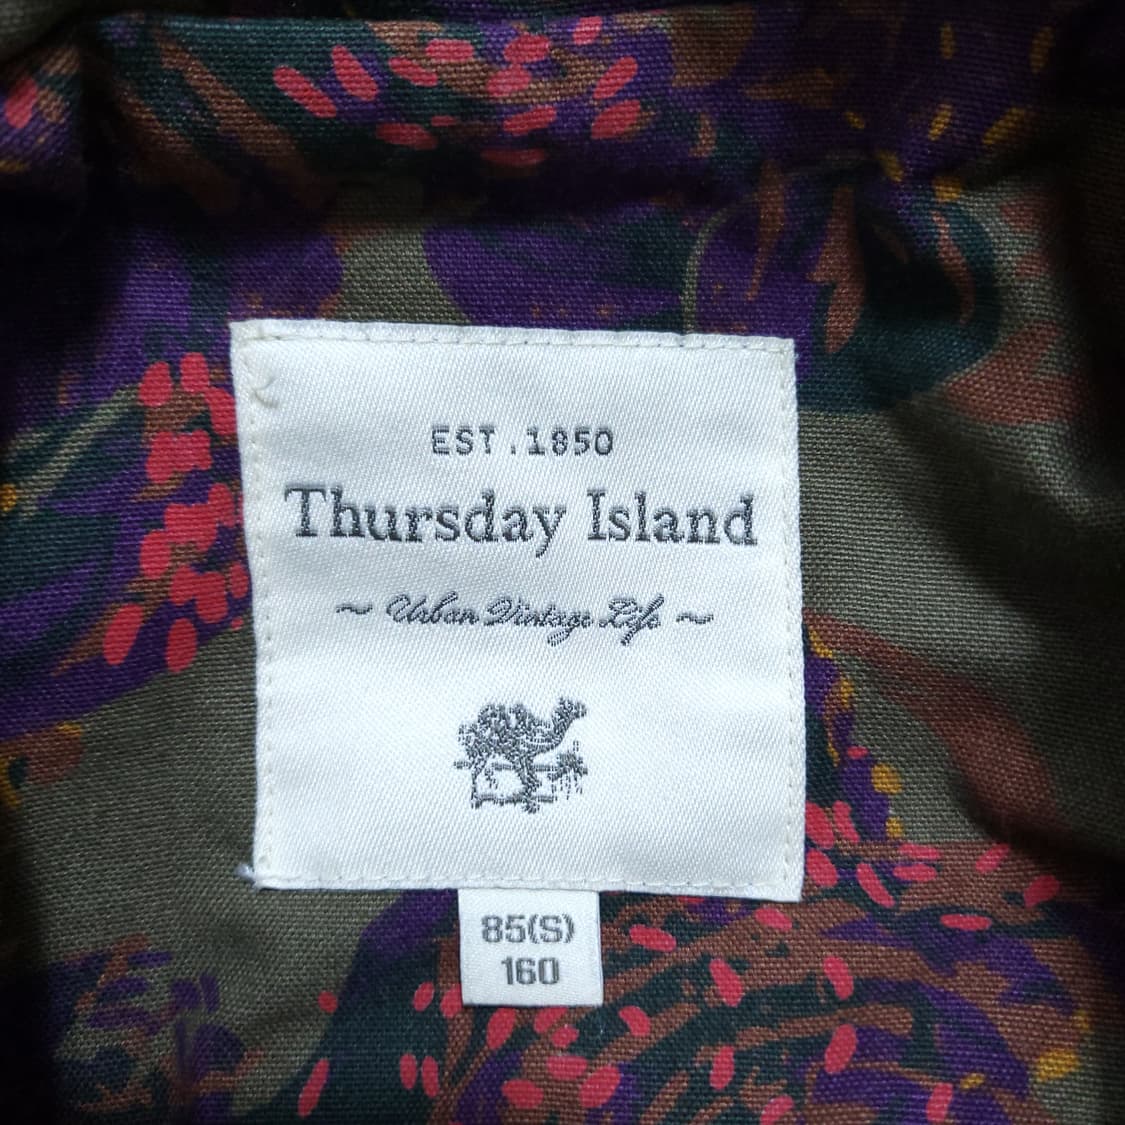 EST.1850
Thursday Island
~ Urban Vintage Life ~
85(S)
160